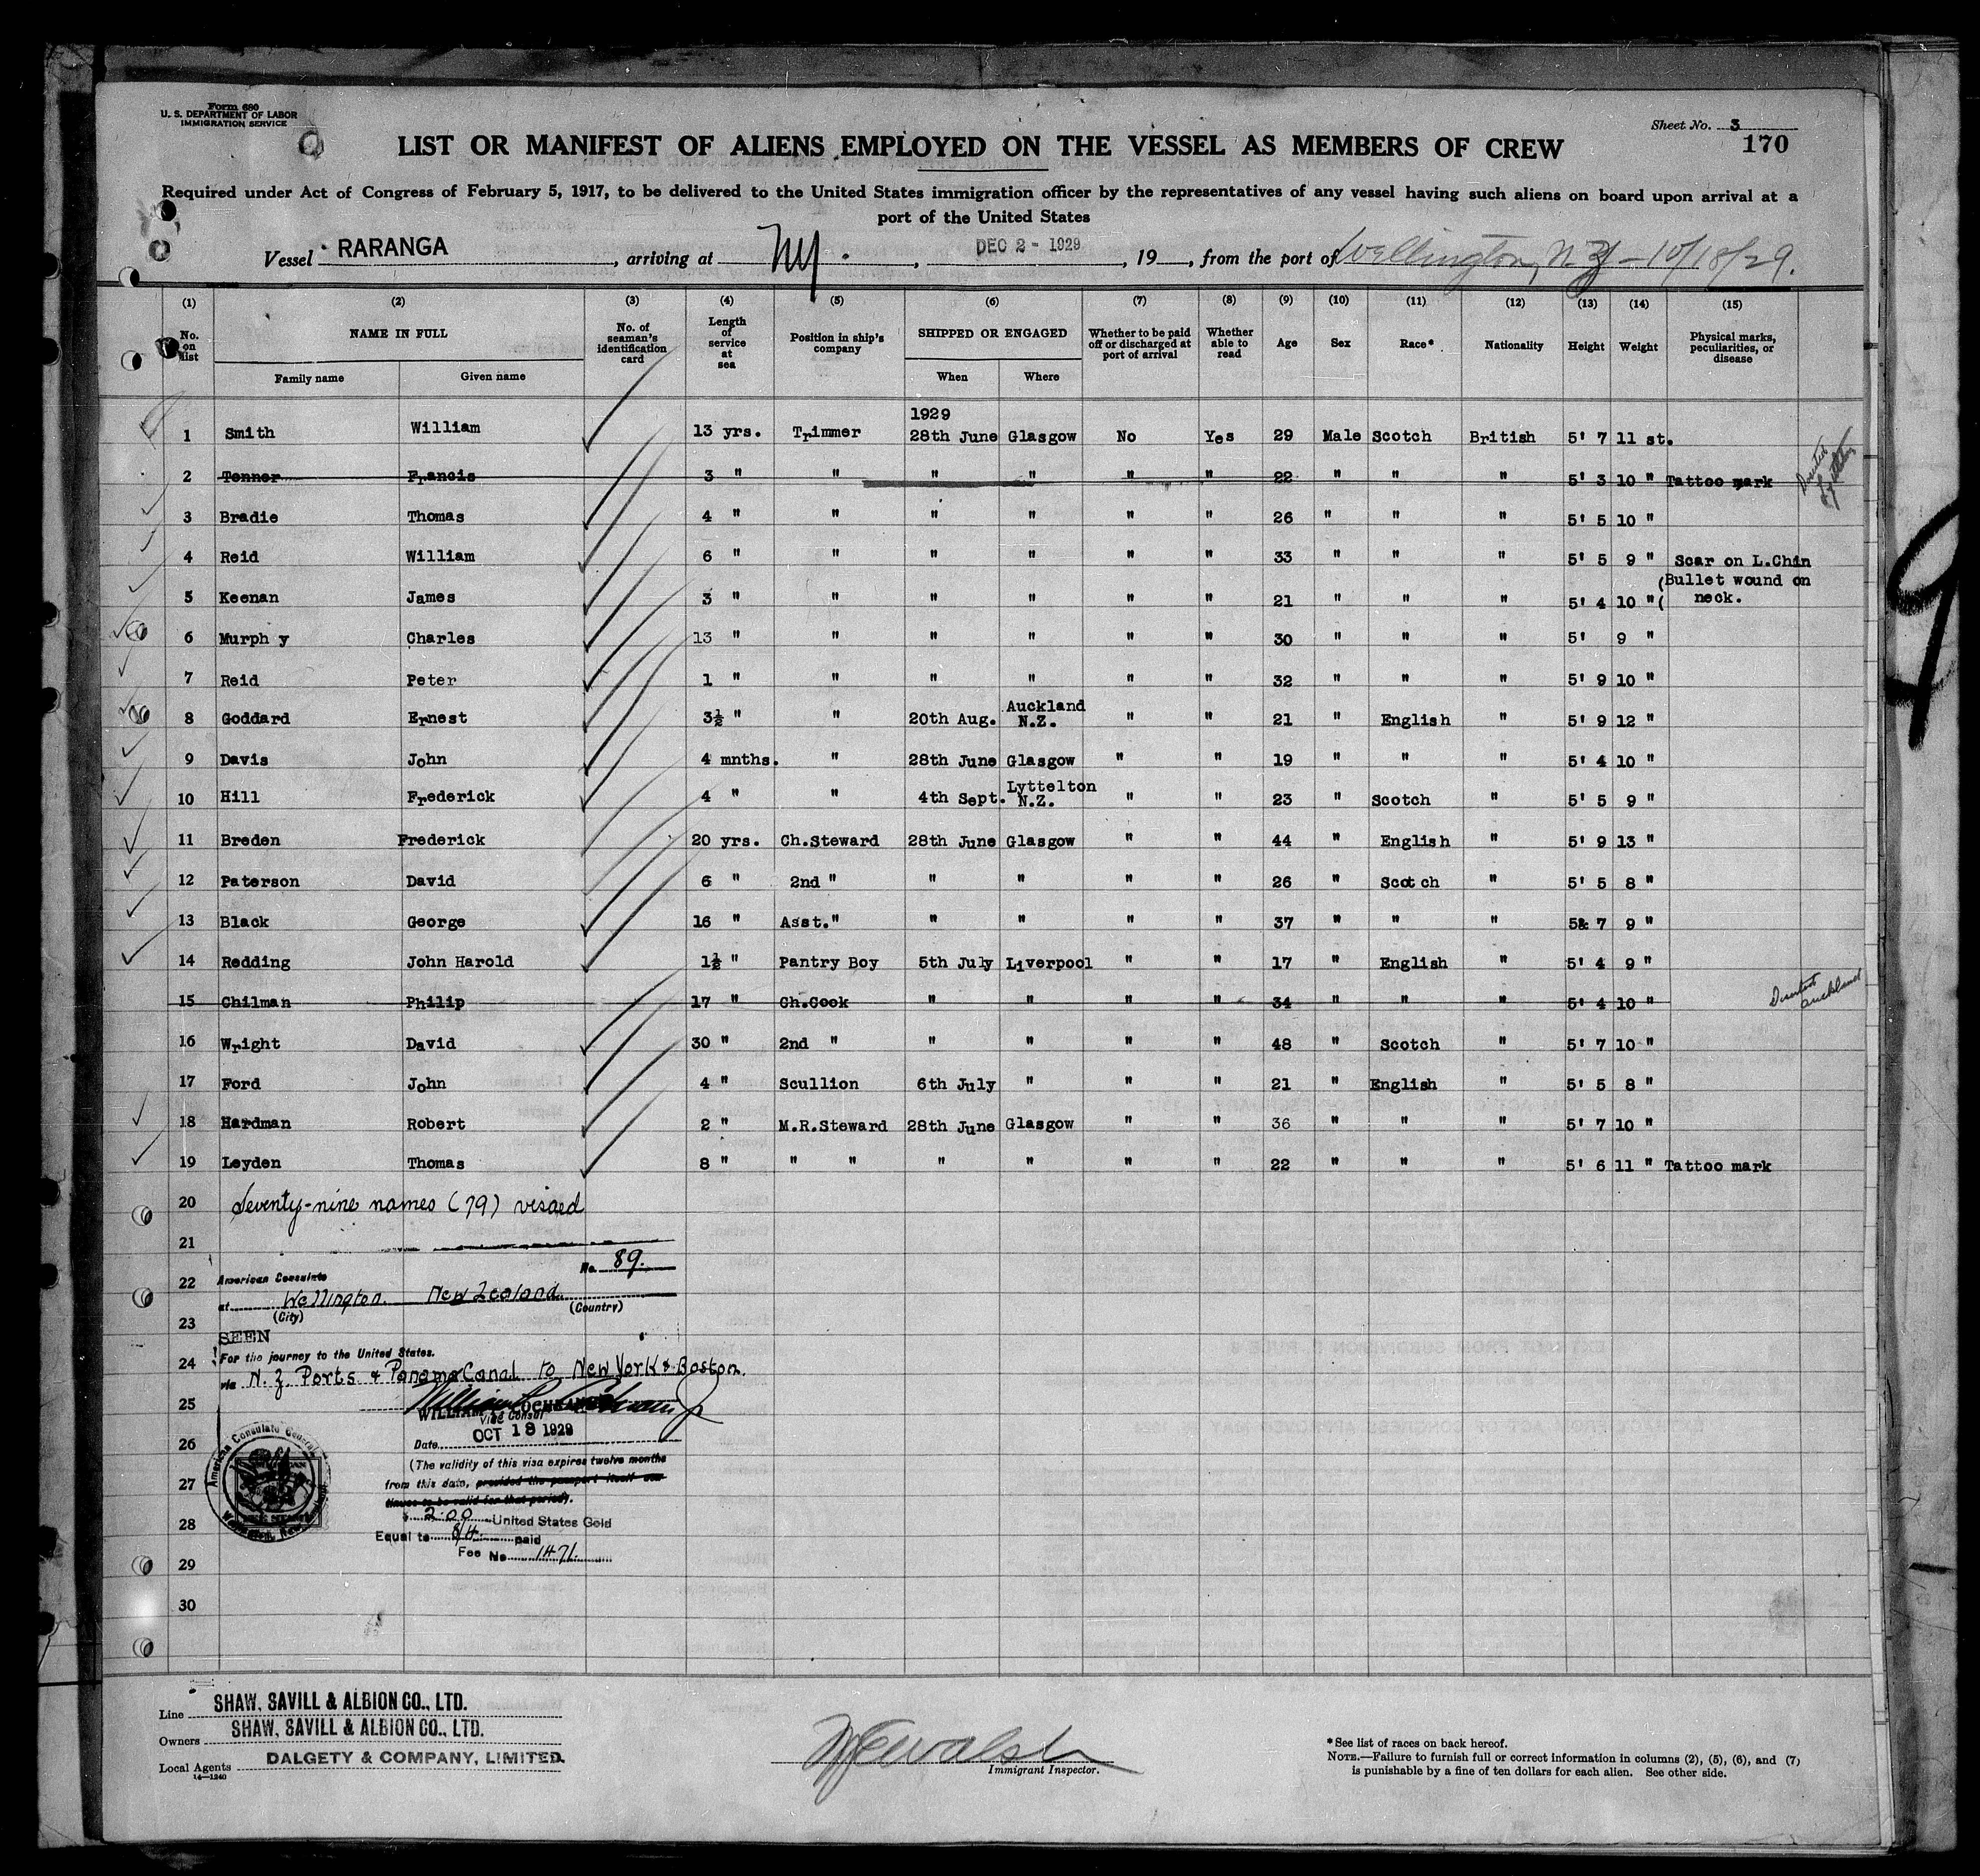 Form 680
U. S. DEPARTMENT OF LABOR
IMMIGRATION SERVICE
Sheet No. 3
170
LIST OR MANIFEST OF ALIENS EMPLOYED ON THE VESSEL AS MEMBERS OF CREW
Required under Act of Congress of February 5, 1917, to be delivered to the United States immigration officer by the representatives of any vessel having such aliens on board upon arrival at a
port of the United States
Vessel RARANGA, arriving at NY., DEC 2 - 1929, 19, from the port of Wellington, N.Z. - 10/18/29.
(1) (2) (3) (4) (5) (6) (7) (8) (9) (10) (11) (12) (13) (14) (15)
No. on list NAME IN FULL Family name Given name No. of seaman's identification card Length of service at sea Position in ship's company SHIPPED OR ENGAGED When Where Whether to be paid off or discharged at port of arrival Whether able to read Age Sex Race* Nationality Height Weight Physical marks, peculiarities, or disease
1929
1 Smith William 13 yrs. Trimmer 28th June Glasgow No Yes 29 Male Scotch British 5' 7 11 st.
2 Tenner Francis 3 " " " " " " 22 " " " 5' 3 10 " Tattoo mark Deserted Lyttelton
3 Bradie Thomas 4 " " " " " " 26 " " " 5' 5 10 "
4 Reid William 6 " " " " " " 33 " " " 5' 5 9 " Scar on L.Chin
5 Keenan James 3 " " " " " " 21 " " " 5' 4 10 " (Bullet wound on
( neck.
6 Murph y Charles 13 " " " " " " 30 " " " 5' 9 "
7 Reid Peter 1 " " " " " " 32 " " " 5' 9 10 "
8 Goddard Ernest 3½ " " 20th Aug. Auckland N.Z. " " 21 " English " 5' 9 12 "
9 Davis John 4 mnths. " 28th June Glasgow " " 19 " " " 5' 4 10 "
10 Hill Frederick 4 " " 4th Sept. Lyttelton N.Z. " " 23 " Scotch " 5' 5 9 "
11 Breden Frederick 20 yrs. Ch.Steward 28th June Glasgow " " 44 " English " 5' 9 13 "
12 Paterson David 6 " 2nd " " " " " 26 " Scotch " 5' 5 8 "
13 Black George 16 " Asst." " " " " 37 " " " 5& 7 9 "
14 Redding John Harold 1½ " Pantry Boy 5th July Liverpool " " 17 " English " 5' 4 9 "
15 Chilman Philip 17 " Ch.Cook " " " " 34 " " " 5' 4 10 " Deserted Auckland
16 Wright David 30 " 2nd " " " " " 48 " Scotch " 5' 7 10 "
17 Ford John 4 " Scullion 6th July " " " 21 " English " 5' 5 8 "
18 Hardman Robert 2 " M.R.Steward 28th June Glasgow " " 36 " " " 5' 7 10 "
19 Leyden Thomas 8 " " " " " " " 22 " " " 5' 6 11 " Tattoo mark
20 Seventy-nine names (79) visaed
21
No. 89.
22 American Consulate
at Wellington. New Zealand.
(City) (Country)
23
SEEN
24 For the journey to the United States.
via N.Z. Ports & Panama Canal to New York & Boston.
25
WILLIAM P. COCHRAN
Vice Consul
26 Date OCT 18 1929
(The validity of this visa expires twelve months
27 from this date, provided the passport itself con-
tinues to be valid for that period).
28 $ 2.00 United States Gold
Equal to 8/4 paid
Fee No 1471.
29
30
American Consulate General
Line SHAW, SAVILL & ALBION CO., LTD.
Owners SHAW, SAVILL & ALBION CO., LTD.
Local Agents DALGETY & COMPANY, LIMITED.
14—1240
Walsh
Immigrant Inspector.
*See list of races on back hereof.
NOTE.—Failure to furnish full or correct information in columns (2), (5), (6), and (7)
is punishable by a fine of ten dollars for each alien. See other side.